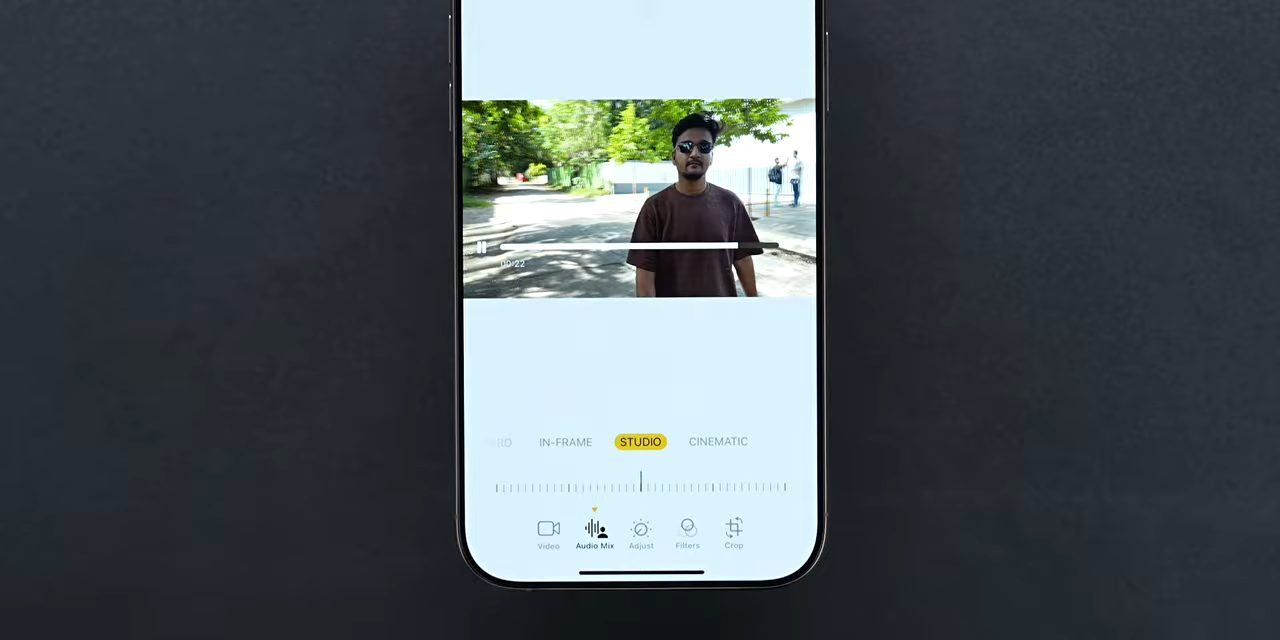 00:22
IN-FRAME STUDIO CINEMATIC
Video Audio Mix Adjust Filters Crop